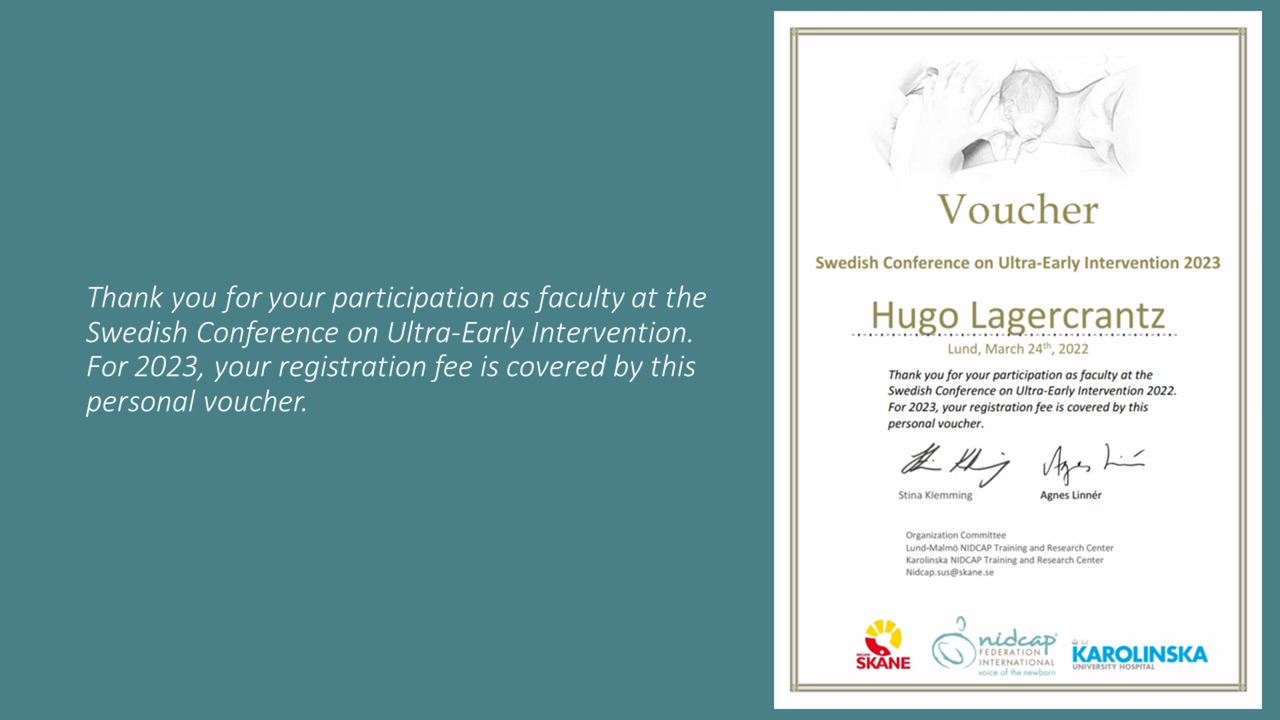 Thank you for your participation as faculty at the
Swedish Conference on Ultra-Early Intervention.
For 2023, your registration fee is covered by this
personal voucher.
Voucher
Swedish Conference on Ultra-Early Intervention 2023
Hugo Lagercrantz
Lund, March 24th, 2022
Thank you for your participation as faculty at the
Swedish Conference on Ultra-Early Intervention 2022.
For 2023, your registration fee is covered by this
personal voucher.
Stina Klemming
Agnes Linnér
Organization Committee
Lund-Malmö NIDCAP Training and Research Center
Karolinska NIDCAP Training and Research Center
Nidcap.sus@skane.se
REGION
SKÅNE
nidcap
FEDERATION
INTERNATIONAL
voice of the newborn
KAROLINSKA
UNIVERSITY HOSPITAL